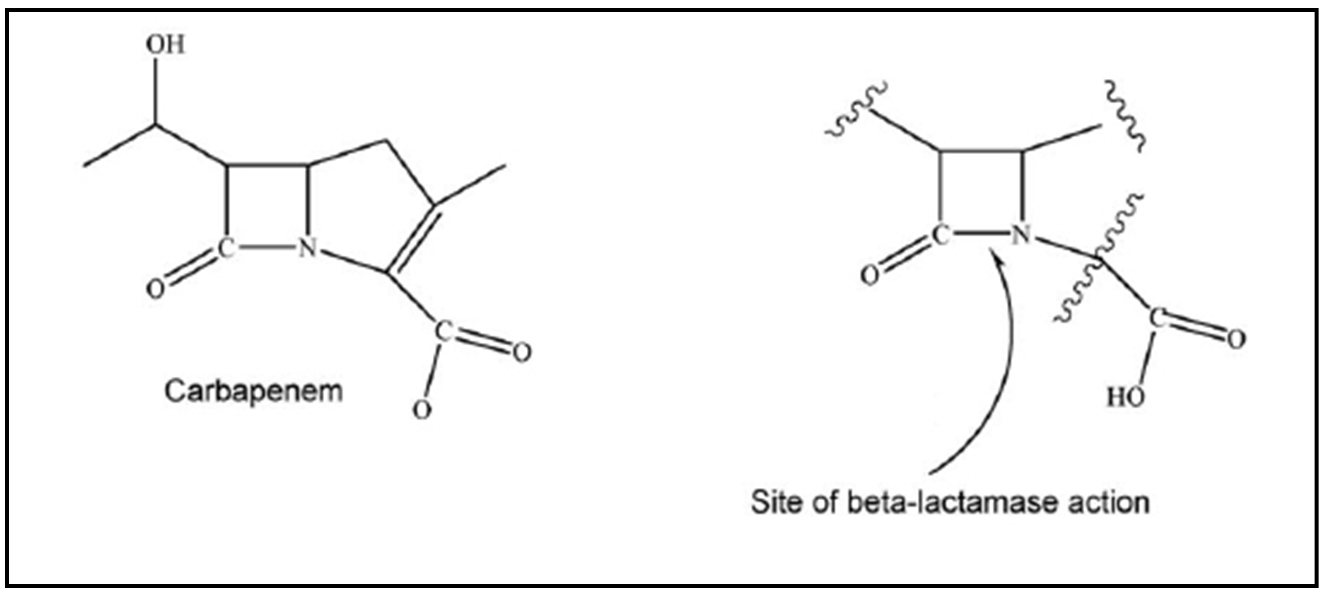 OH
C
N
O
C
O
O
Carbapenem
C
N
O
C
O
HO
Site of beta-lactamase action